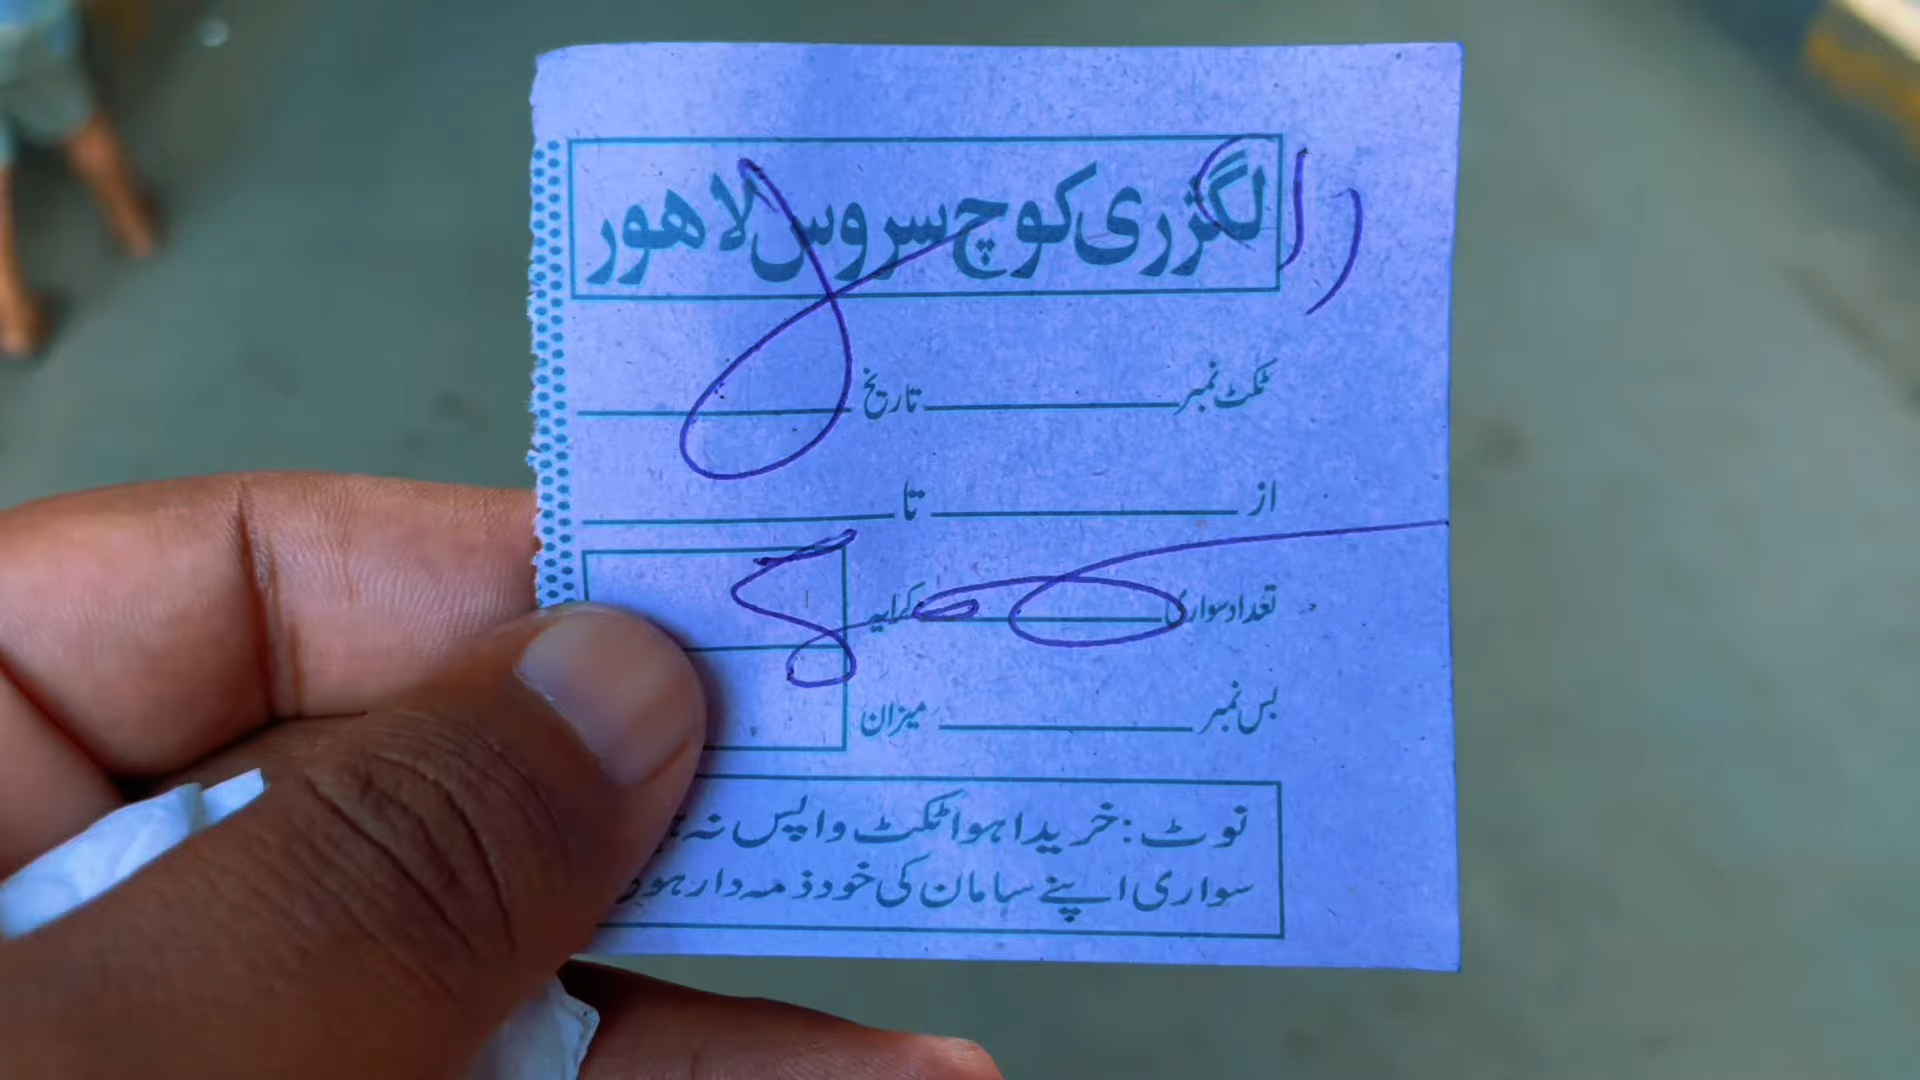 لگژری کوچ سروس لاهور
ٹکٹ نمبر تاریخ
از تا
تعداد سواری کرایہ
بس نمبر میزان
نوٹ: خریدا ہوا ٹکٹ واپس نہ
سواری اپنے سامان کی خود ذمہ دار